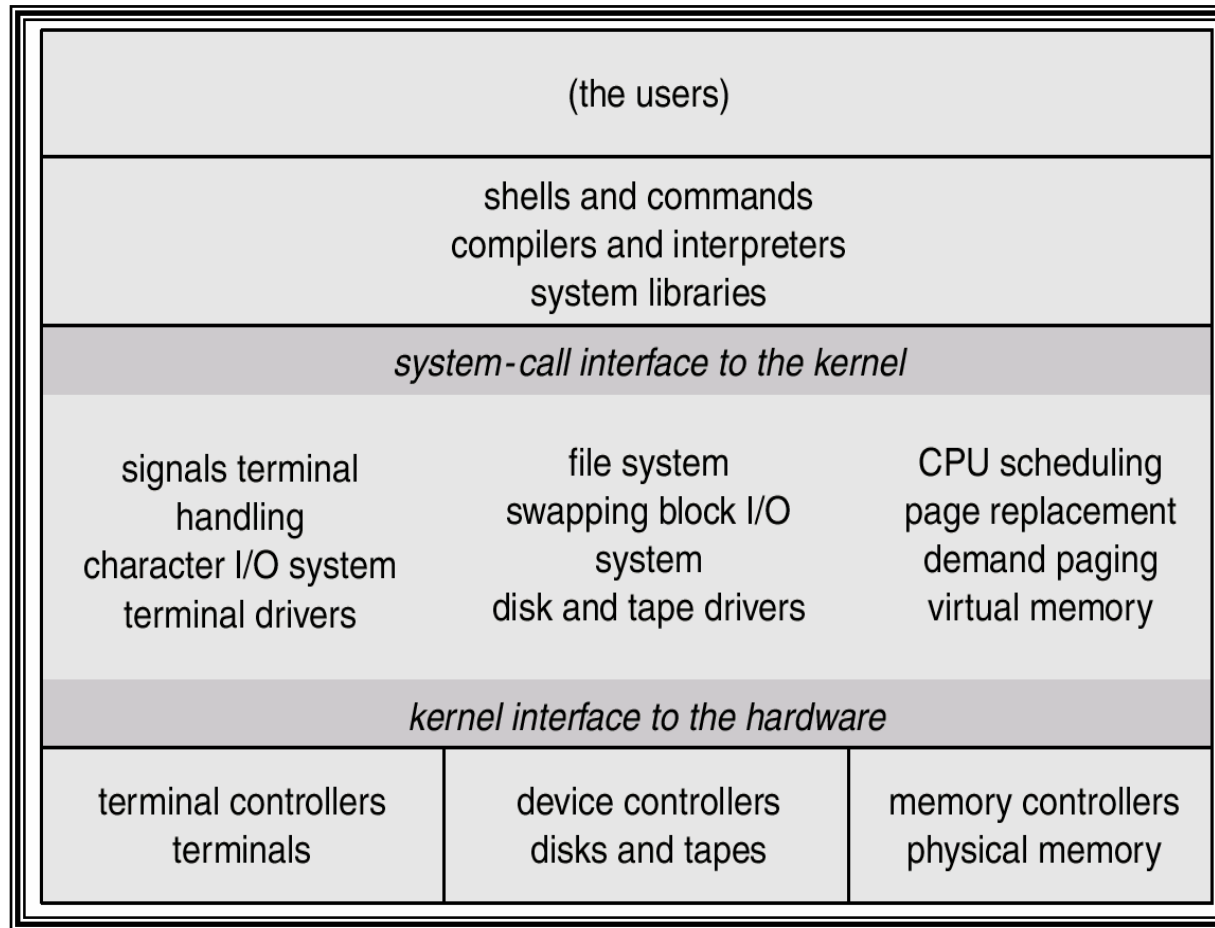 (the users)
shells and commands
compilers and interpreters
system libraries
system-call interface to the kernel
signals terminal
handling
character I/O system
terminal drivers
file system
swapping block I/O
system
disk and tape drivers
CPU scheduling
page replacement
demand paging
virtual memory
kernel interface to the hardware
terminal controllers
terminals
device controllers
disks and tapes
memory controllers
physical memory